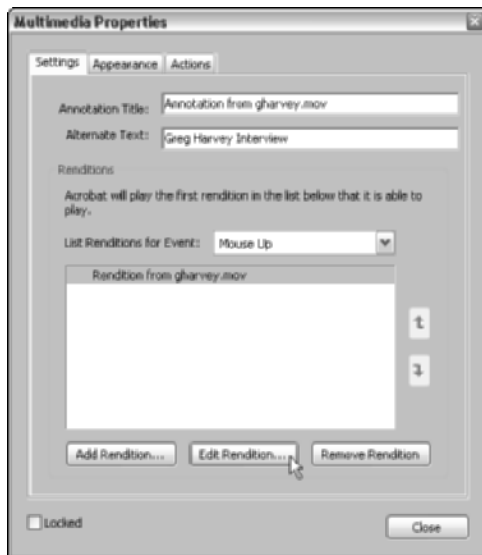 Multimedia Properties
Settings Appearance Actions
Annotation Title: Annotation from gharvey.mov
Alternate Text: Greg Harvey Interview
Renditions
Acrobat will play the first rendition in the list below that it is able to
play.
List Renditions for Event: Mouse Up
Rendition from gharvey.mov
Add Rendition... Edit Rendition... Remove Rendition
Locked
Close